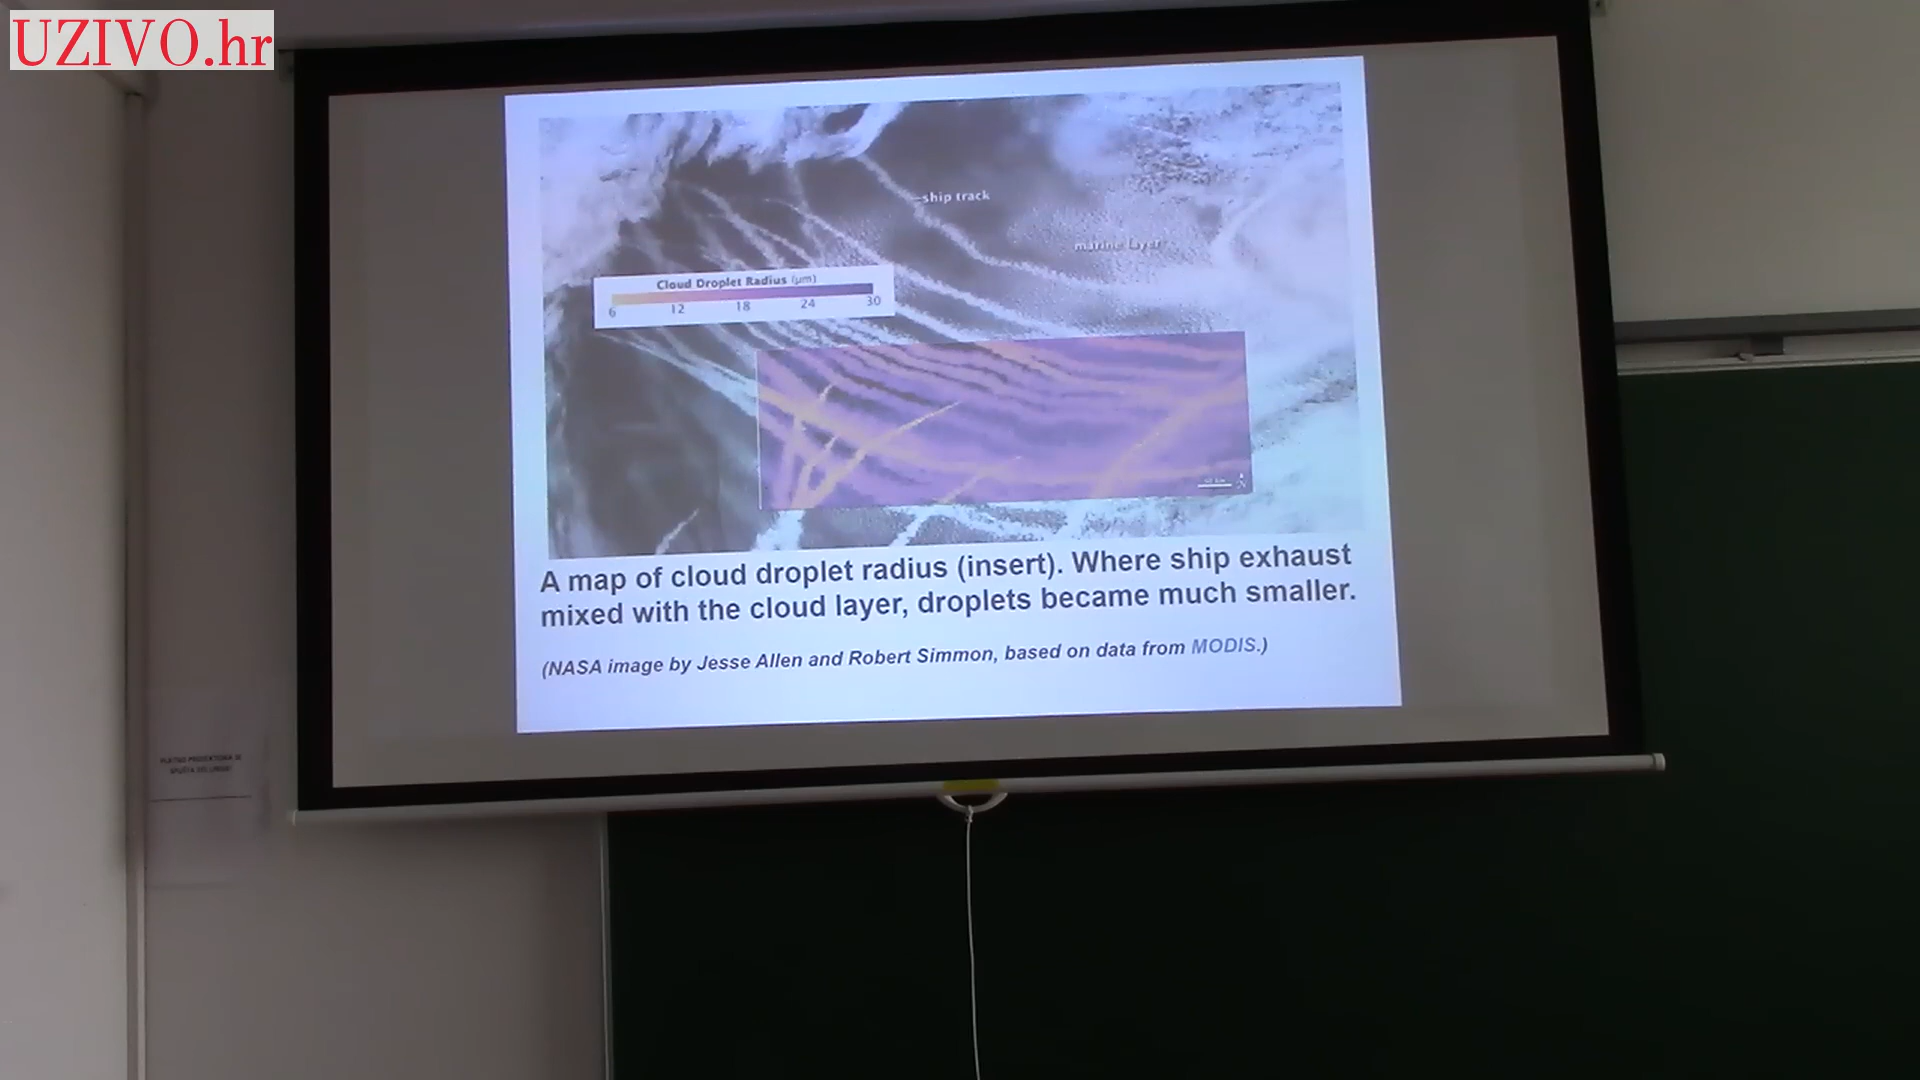 UZIVO.hr
ship track
marine layer
Cloud Droplet Radius (µm)
6 12 18 24 30
A map of cloud droplet radius (insert). Where ship exhaust
mixed with the cloud layer, droplets became much smaller.
(NASA image by Jesse Allen and Robert Simmon, based on data from MODIS.)